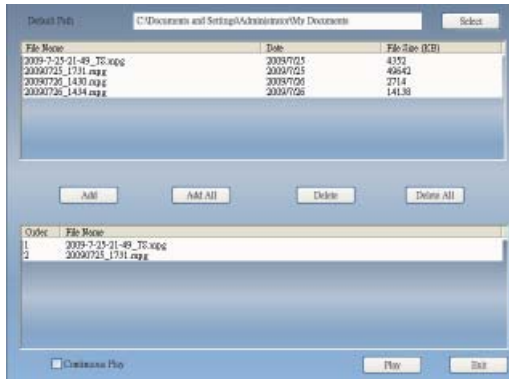 Default Path C:\Documents and Settings\Administrator\My Documents Select
File Name Date File Size (KB)
2009-7-25-21-49_TS.mpg 2009/7/25 4352
20090725_1731.mpg 2009/7/25 49642
20090726_1430.mpg 2009/7/26 2714
20090726_1434.mpg 2009/7/26 14138
Add Add All Delete Delete All
Order File Name
1 2009-7-25-21-49_TS.mpg
2 20090725_1731.mpg
Continuous Play Play Exit